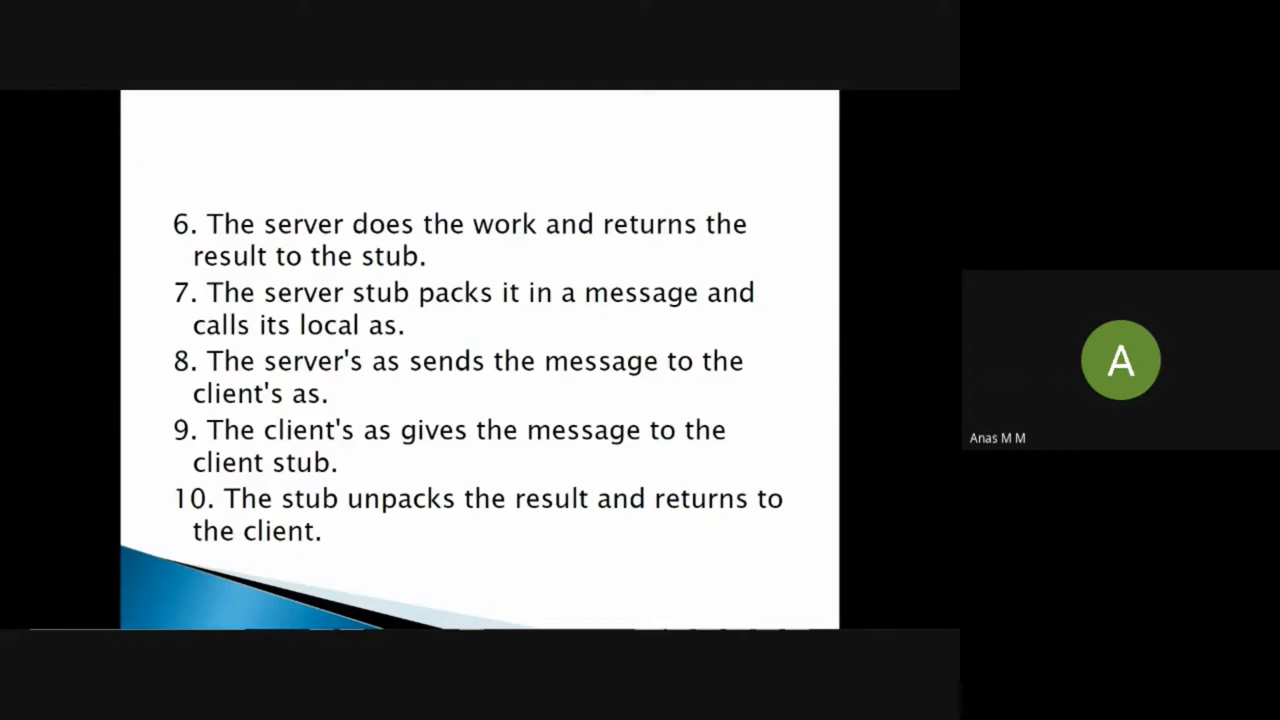 6. The server does the work and returns the
result to the stub.
7. The server stub packs it in a message and
calls its local as.
8. The server's as sends the message to the
client's as.
9. The client's as gives the message to the
client stub.
10. The stub unpacks the result and returns to
the client.
A
Anas M M